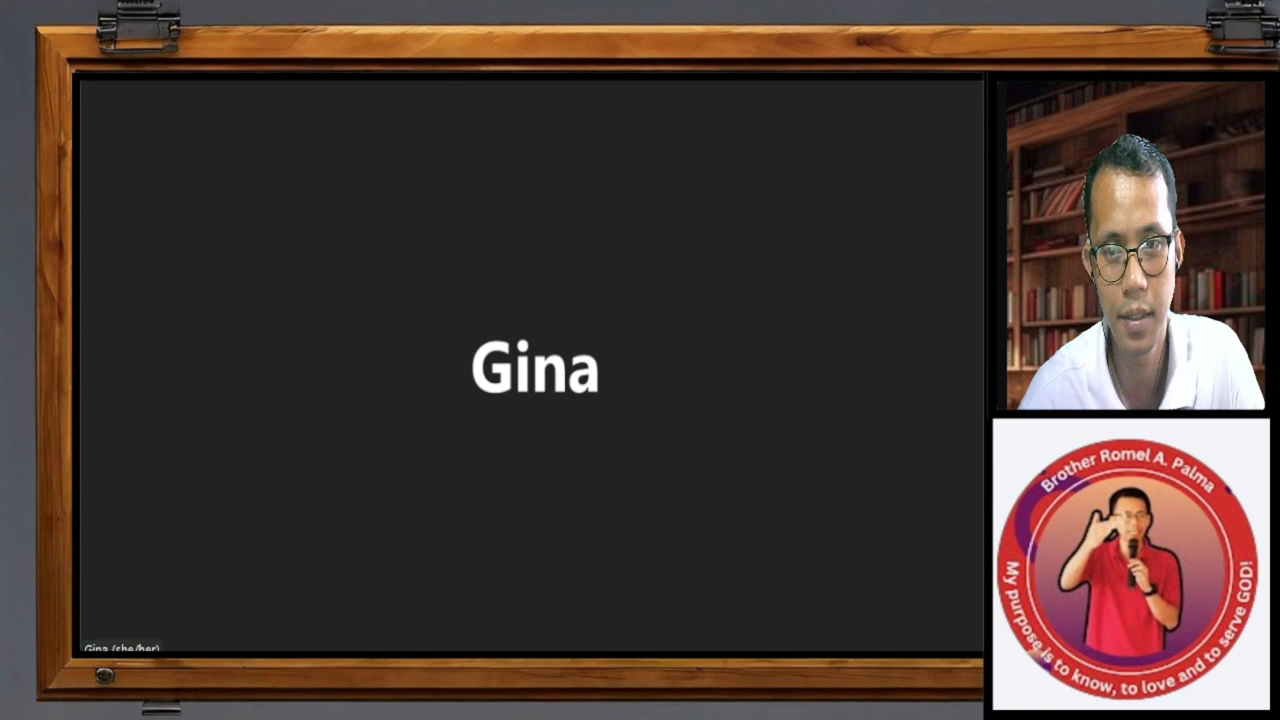 Gina
Gina (she/her)
Brother Romel A. Palma
My purpose is to know, to love and to serve GOD!